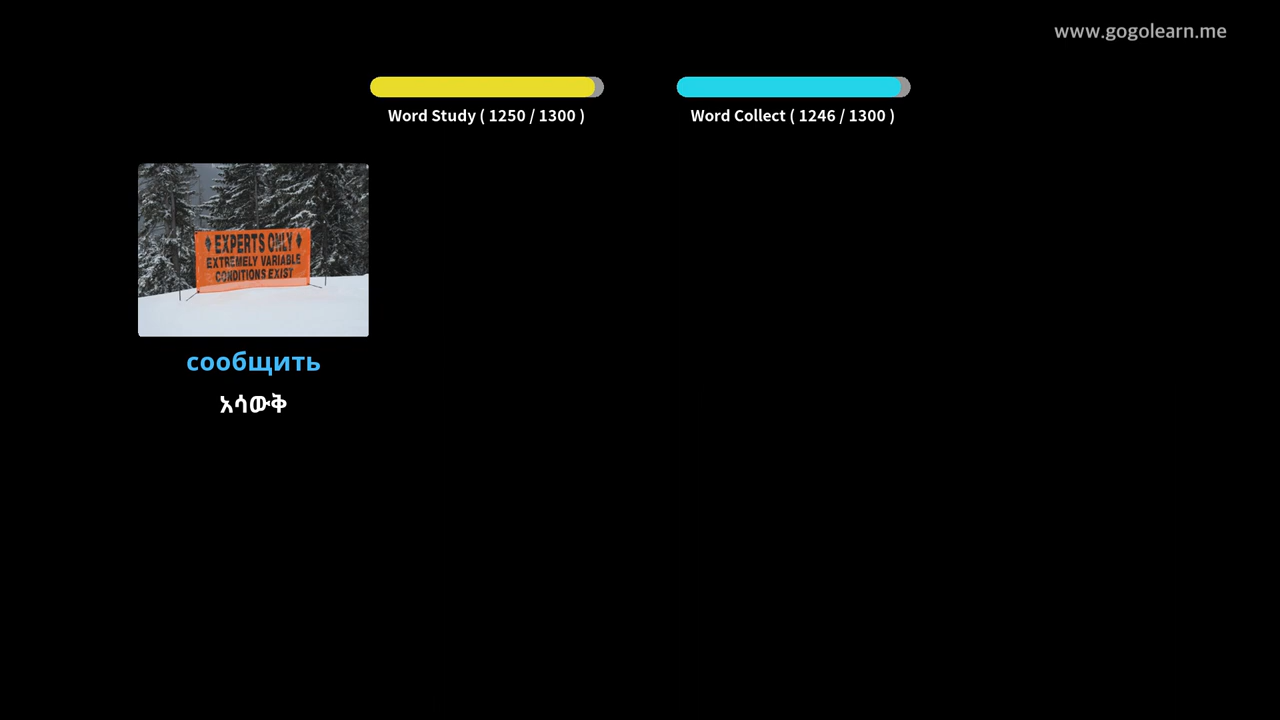 www.gogolearn.me
Word Study ( 1250 / 1300 )
Word Collect ( 1246 / 1300 )
EXPERTS ONLY
EXTREMELY VARIABLE
CONDITIONS EXIST
сообщить
አሳውቅ